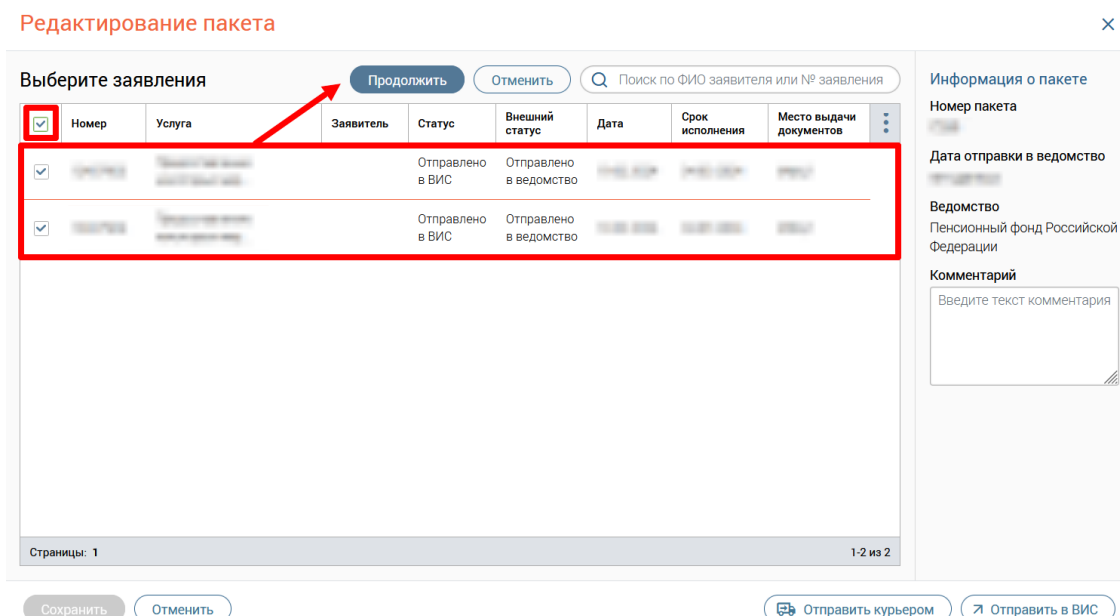 Редактирование пакета
Выберите заявления
Продолжить
Отменить
Поиск по ФИО заявителя или № заявления
Номер
Услуга
Заявитель
Статус
Внешний
статус
Дата
Срок
исполнения
Место выдачи
документов
Отправлено
в ВИС
Отправлено
в ведомство
Отправлено
в ВИС
Отправлено
в ведомство
Страницы: 1
1-2 из 2
Информация о пакете
Номер пакета
Дата отправки в ведомство
Ведомство
Пенсионный фонд Российской
Федерации
Комментарий
Введите текст комментария
Сохранить
Отменить
Отправить курьером
Отправить в ВИС